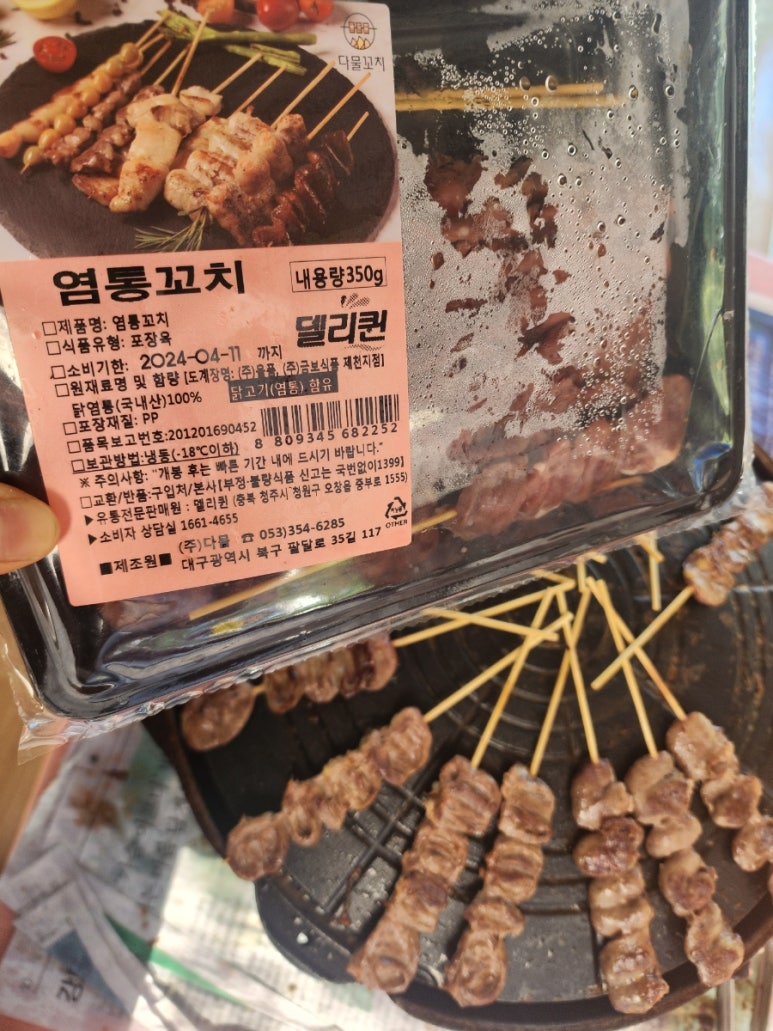 다물꼬치
염통꼬치
내용량350g
델리퀸
□제품명: 염통꼬치
□식품유형: 포장육
□소비기한: 2024-04-11 까지
□원재료명 및 함량 [도계장명: (주)올품, (주)금보식품 제천지점]
닭염통(국내산)100%
닭고기(염통) 함유
□포장재질: PP
□품목보고번호:201201690452
8 809345 682252
□보관방법:냉동(-18℃이하)
※ 주의사항: "개봉 후는 빠른 기간 내에 드시기 바랍니다."
□교환/반품:구입처/본사[부정·불량식품 신고는 국번없이1399]
▶유통전문판매원 : 델리퀸 (충북 청주시 청원구 오창읍 중부로 1555)
▶소비자 상담실 1661-4655
OTHER
■제조원■ (주)다물 ☎ 053)354-6285
대구광역시 북구 팔달로 35길 117